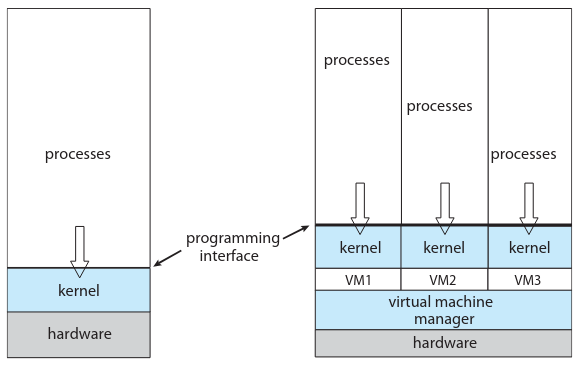 processes
kernel
hardware
programming
interface
processes
processes
processes
kernel
kernel
kernel
VM1
VM2
VM3
virtual machine
manager
hardware